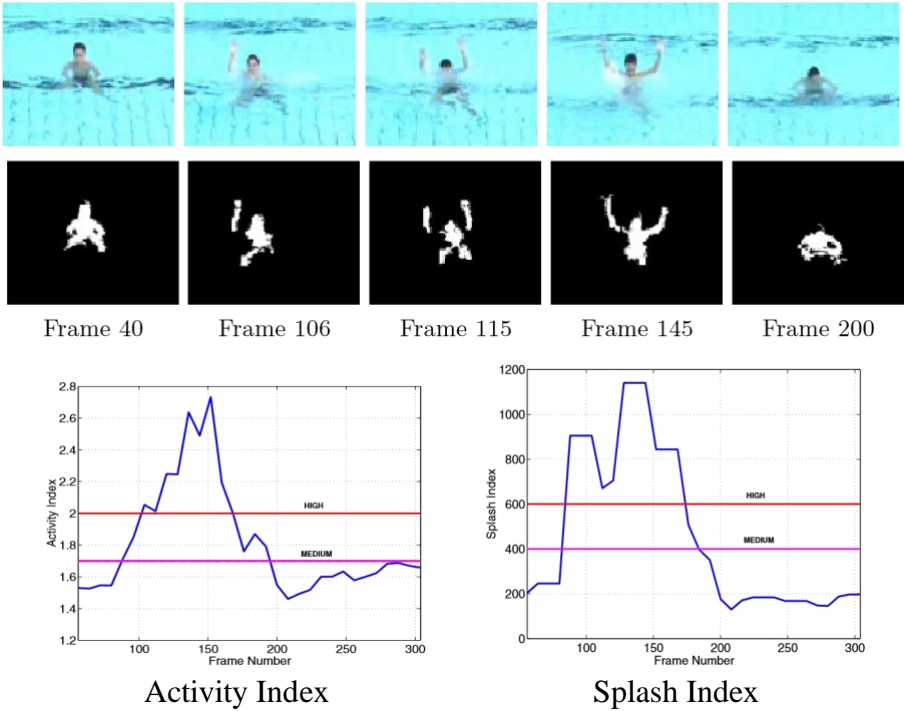 Frame 40
Frame 106
Frame 115
Frame 145
Frame 200
2.8
2.6
2.4
2.2
2
1.8
1.6
1.4
1.2
Activity Index
HIGH
MEDIUM
100
150
200
250
300
Frame Number
Activity Index
1200
1000
800
600
400
200
0
Splash Index
HIGH
MEDIUM
100
150
200
250
300
Frame Number
Splash Index